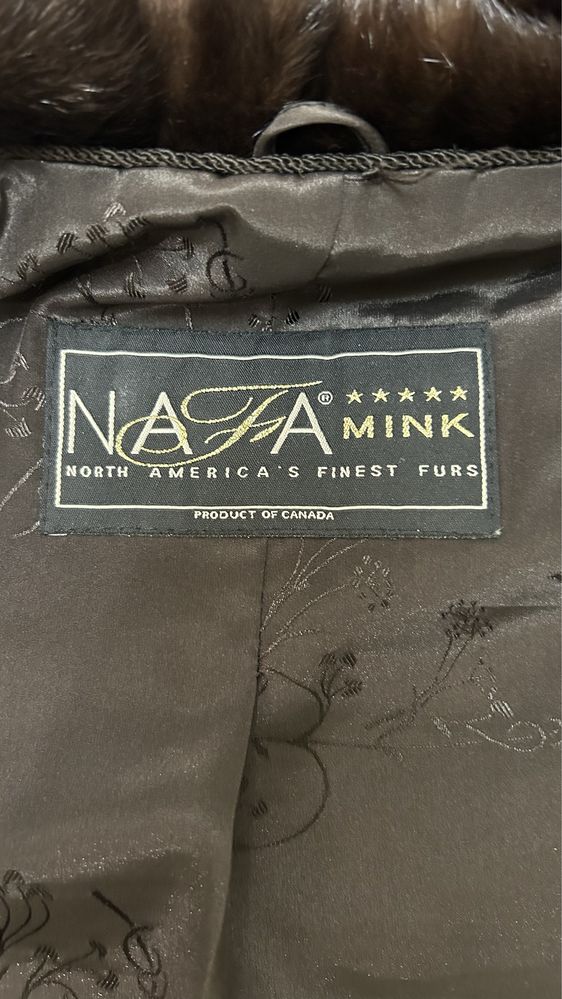 NAFA® ★★★★★
MINK
NORTH AMERICA'S FINEST FURS
PRODUCT OF CANADA